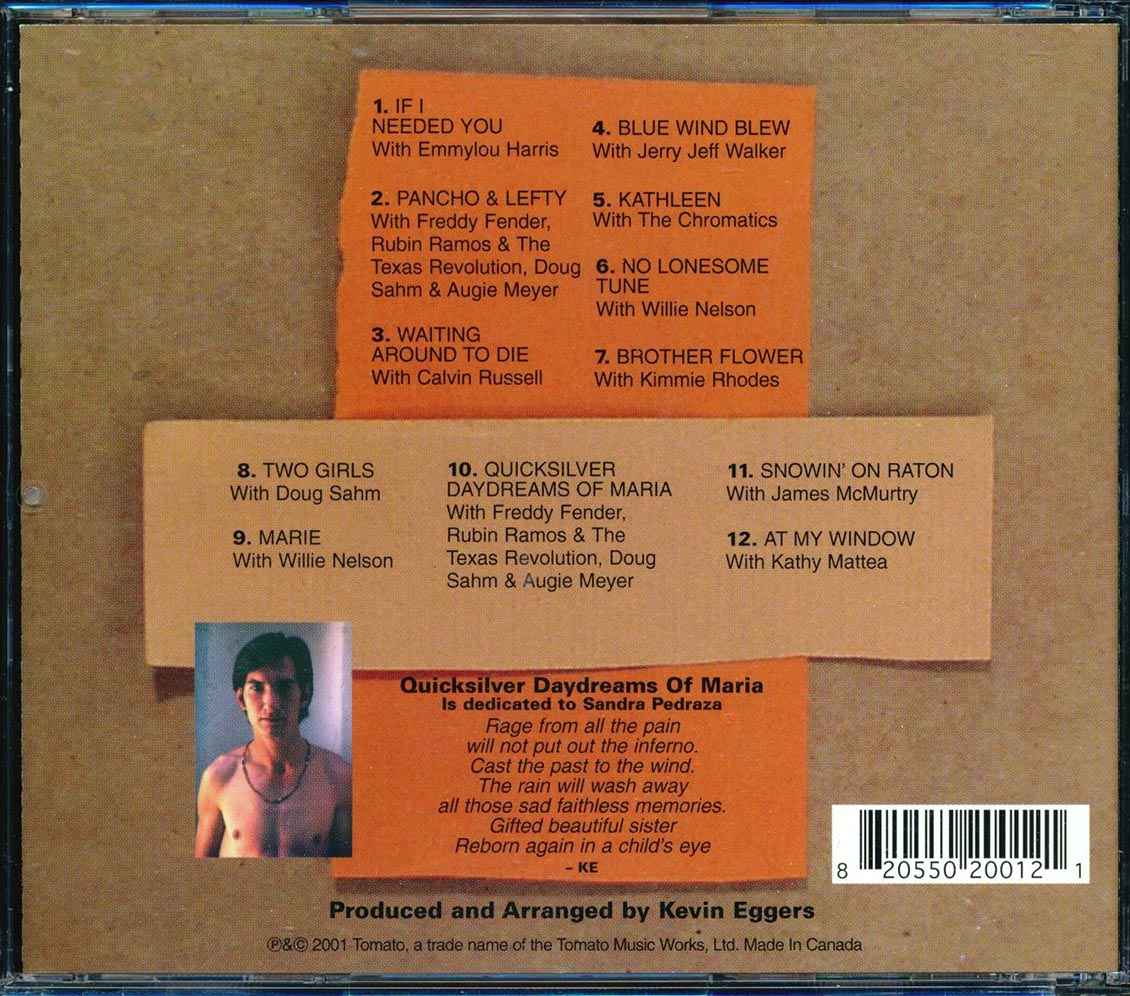 1. IF I
NEEDED YOU
With Emmylou Harris
2. PANCHO & LEFTY
With Freddy Fender,
Rubin Ramos & The
Texas Revolution, Doug
Sahm & Augie Meyer
3. WAITING
AROUND TO DIE
With Calvin Russell
4. BLUE WIND BLEW
With Jerry Jeff Walker
5. KATHLEEN
With The Chromatics
6. NO LONESOME
TUNE
With Willie Nelson
7. BROTHER FLOWER
With Kimmie Rhodes
8. TWO GIRLS
With Doug Sahm
9. MARIE
With Willie Nelson
10. QUICKSILVER
DAYDREAMS OF MARIA
With Freddy Fender,
Rubin Ramos & The
Texas Revolution, Doug
Sahm & Augie Meyer
11. SNOWIN' ON RATON
With James McMurtry
12. AT MY WINDOW
With Kathy Mattea
Quicksilver Daydreams Of Maria
Is dedicated to Sandra Pedraza
Rage from all the pain
will not put out the inferno.
Cast the past to the wind.
The rain will wash away
all those sad faithless memories.
Gifted beautiful sister
Reborn again in a child's eye
– KE
8 20550 20012 1
Produced and Arranged by Kevin Eggers
℗&© 2001 Tomato, a trade name of the Tomato Music Works, Ltd. Made In Canada